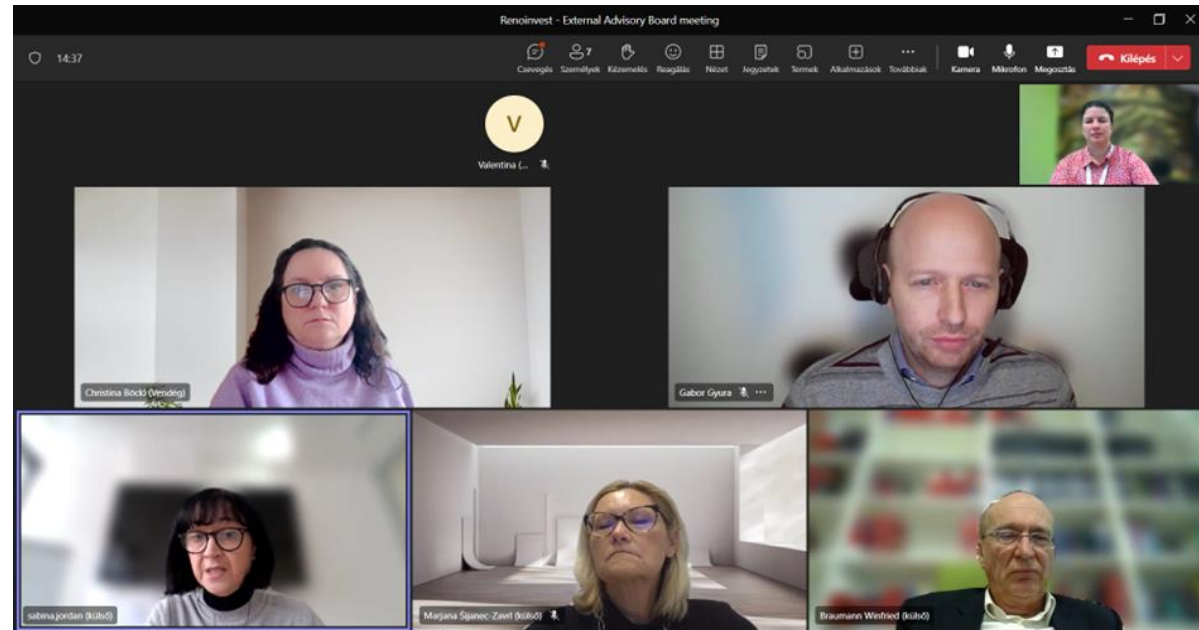 Renoinvest - External Advisory Board meeting
14:37
Csevegés
Személyek 7
Kézemelés
Reagálás
Nézet
Jegyzetek
Termek
Alkalmazások
Továbbiak
Kamera
Mikrofon
Megosztás
Kilépés
V
Valentina (...
Christina Böckl (Vendég)
Gabor Gyura
sabina.jordan (külső)
Marjana Šijanec-Zavrl (külső)
Braumann Winfried (külső)